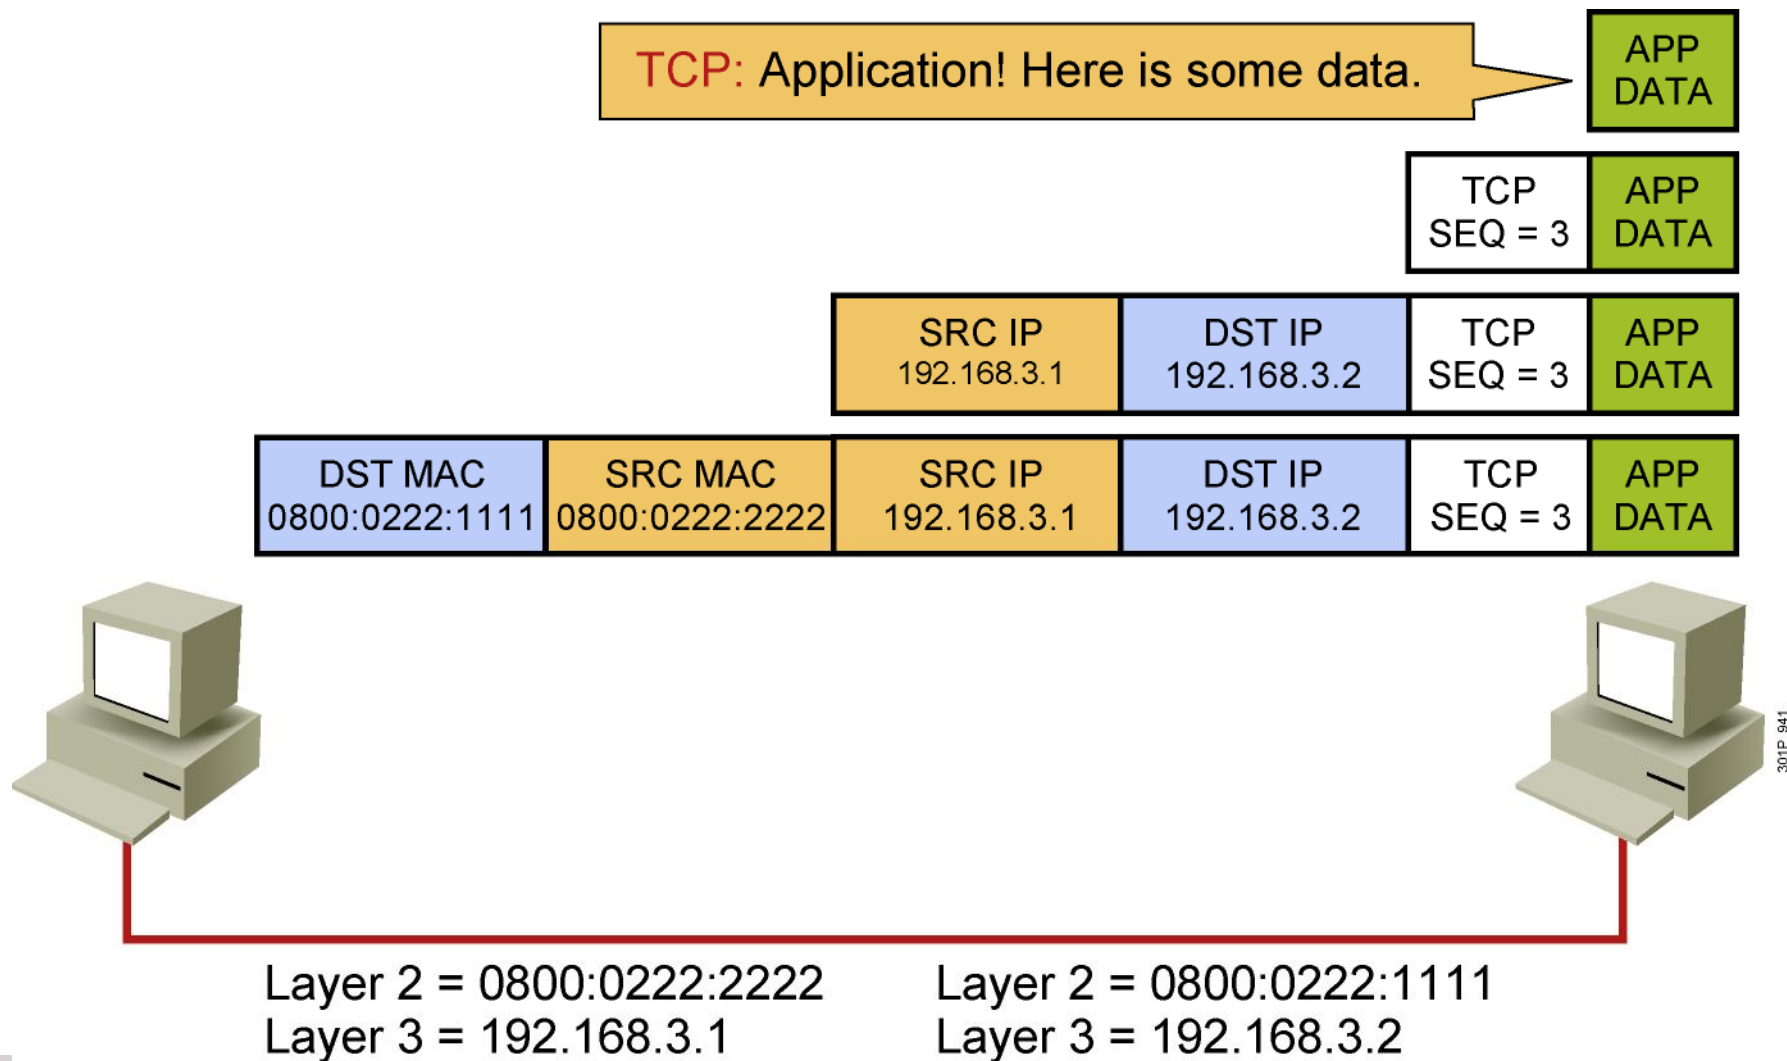 TCP: Application! Here is some data.
APP
DATA
TCP
SEQ = 3
APP
DATA
SRC IP
192.168.3.1
DST IP
192.168.3.2
TCP
SEQ = 3
APP
DATA
DST MAC
0800:0222:1111
SRC MAC
0800:0222:2222
SRC IP
192.168.3.1
DST IP
192.168.3.2
TCP
SEQ = 3
APP
DATA
301P_941
Layer 2 = 0800:0222:2222
Layer 3 = 192.168.3.1
Layer 2 = 0800:0222:1111
Layer 3 = 192.168.3.2